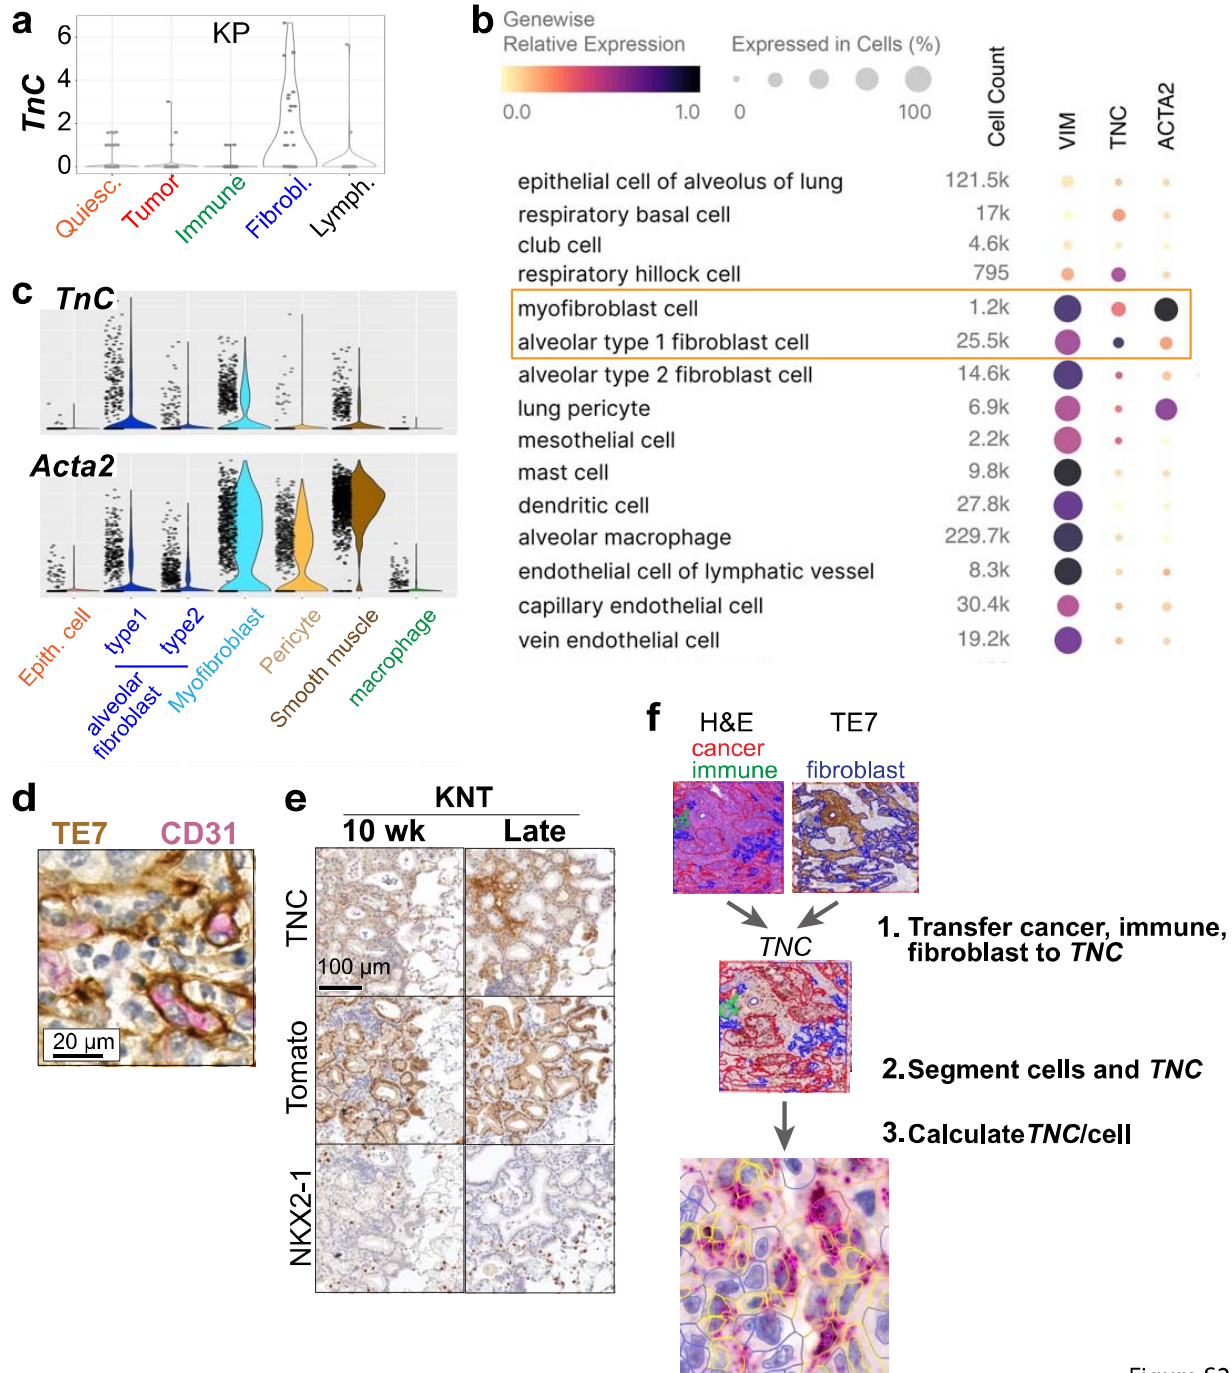 a
KP
TnC
6
4
2
0
Quiesc.
Tumor
Immune
Fibrobl.
Lymph.
b
Genewise
Relative Expression
0.0 1.0
Expressed in Cells (%)
0 100
Cell Count
VIM
TNC
ACTA2
epithelial cell of alveolus of lung 121.5k
respiratory basal cell 17k
club cell 4.6k
respiratory hillock cell 795
myofibroblast cell 1.2k
alveolar type 1 fibroblast cell 25.5k
alveolar type 2 fibroblast cell 14.6k
lung pericyte 6.9k
mesothelial cell 2.2k
mast cell 9.8k
dendritic cell 27.8k
alveolar macrophage 229.7k
endothelial cell of lymphatic vessel 8.3k
capillary endothelial cell 30.4k
vein endothelial cell 19.2k
c
TnC
Acta2
Epith. cell
type1
type2
alveolar
fibroblast
Myofibroblast
Pericyte
Smooth muscle
macrophage
d
TE7 CD31
20 µm
e
KNT
10 wk Late
TNC
100 µm
Tomato
NKX2-1
f
H&E TE7
cancer
immune fibroblast
TNC
1. Transfer cancer, immune,
fibroblast to TNC
2. Segment cells and TNC
3. Calculate TNC/cell